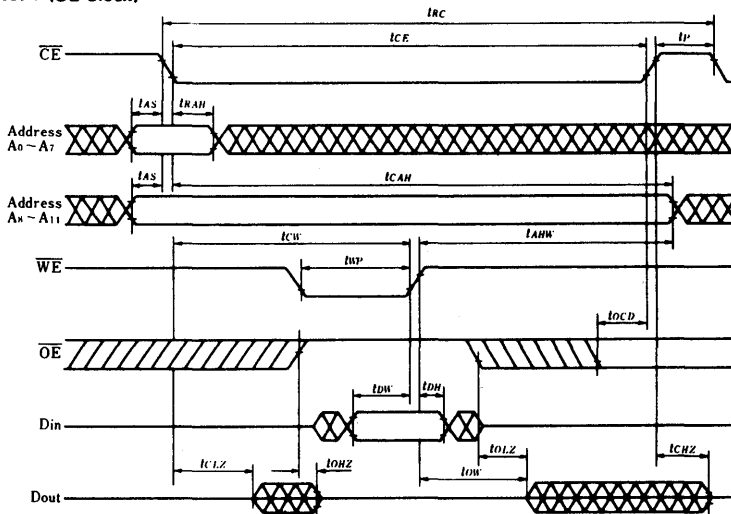 tRC
tCE
tP
CE
tAS
tRAH
Address
A0~A7
tAS
tCAH
Address
A8~A11
tCW
tAHW
WE
tWP
tOCD
OE
tDW
tDH
Din
tCLZ
tOHZ
tOLZ
tOW
tCHZ
Dout